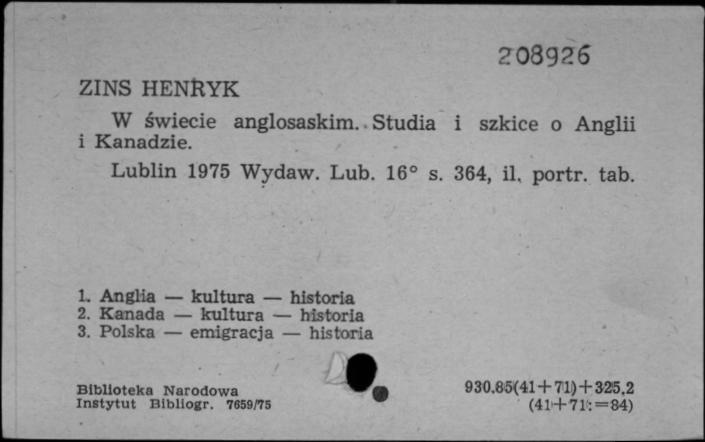 208926
ZINS HENRYK
W świecie anglosaskim. Studia i szkice o Anglii
i Kanadzie.
Lublin 1975 Wydaw. Lub. 16° s. 364, il. portr. tab.
1. Anglia — kultura — historia
2. Kanada — kultura — historia
3. Polska — emigracja — historia
Biblioteka Narodowa
Instytut Bibliogr. 7659/75
930.85(41+71)+325.2
(41+71:=84)